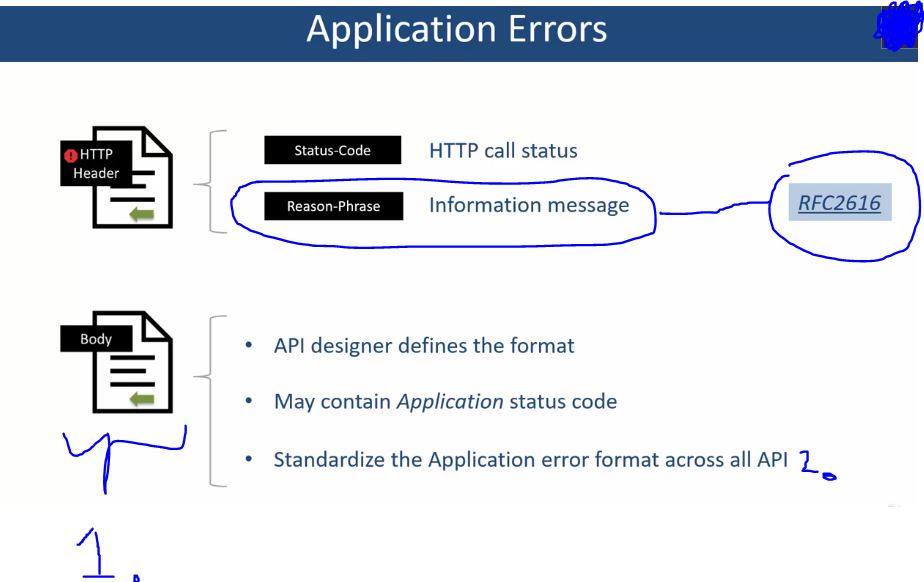 Application Errors
HTTP
Header
Status-Code HTTP call status
Reason-Phrase Information message
RFC2616
Body
• API designer defines the format
• May contain Application status code
• Standardize the Application error format across all API 2.
1.